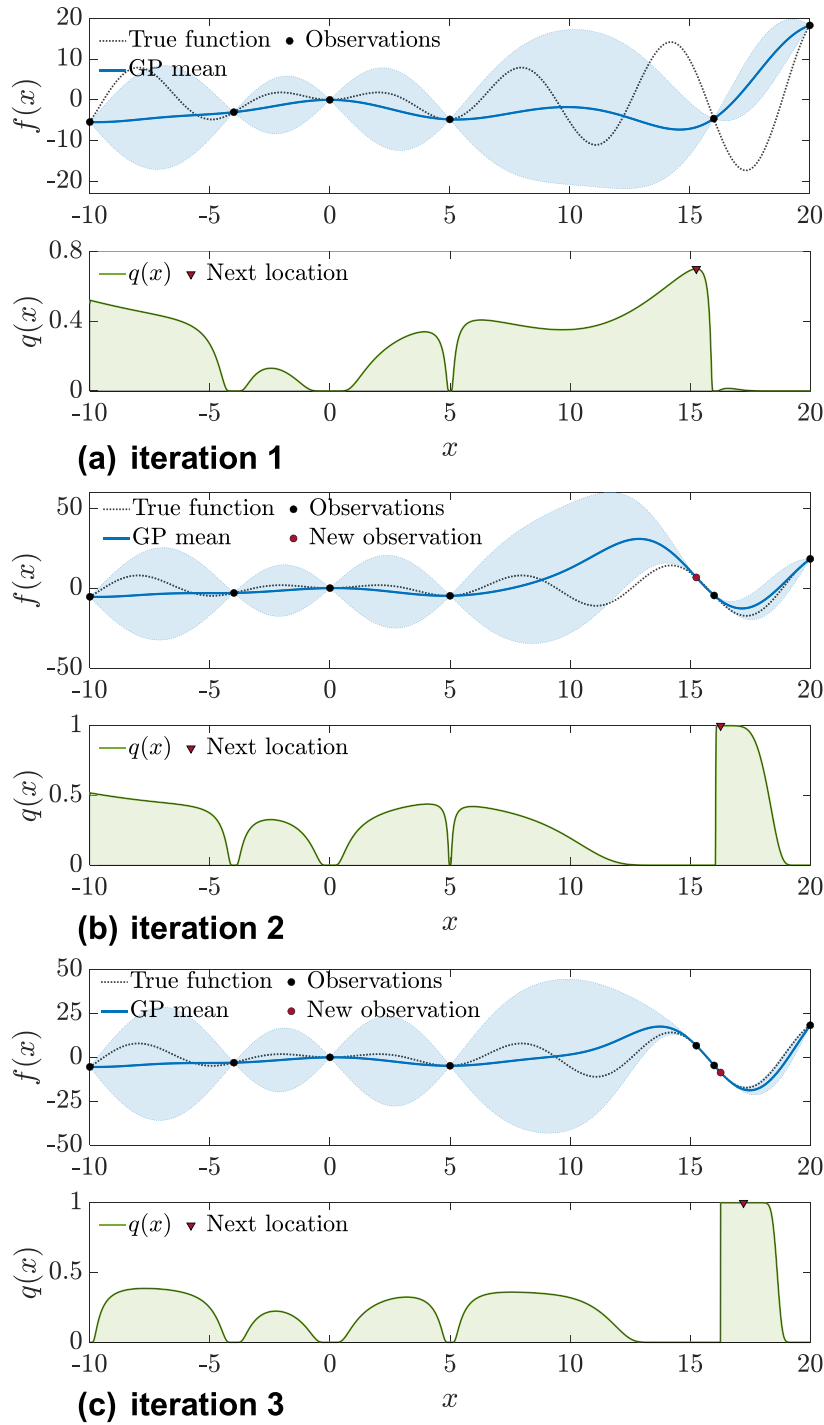 20
10
0
-10
-20
f(x)
True function
Observations
GP mean
-10 -5 0 5 10 15 20
0.8
0.4
0
q(x)
q(x) Next location
-10 -5 0 5 10 15 20
x
(a) iteration 1
50
0
-50
f(x)
True function
Observations
GP mean
New observation
-10 -5 0 5 10 15 20
1
0.5
0
q(x)
q(x) Next location
-10 -5 0 5 10 15 20
x
(b) iteration 2
50
25
0
-25
-50
f(x)
True function
Observations
GP mean
New observation
-10 -5 0 5 10 15 20
1
0.5
0
q(x)
q(x) Next location
-10 -5 0 5 10 15 20
x
(c) iteration 3